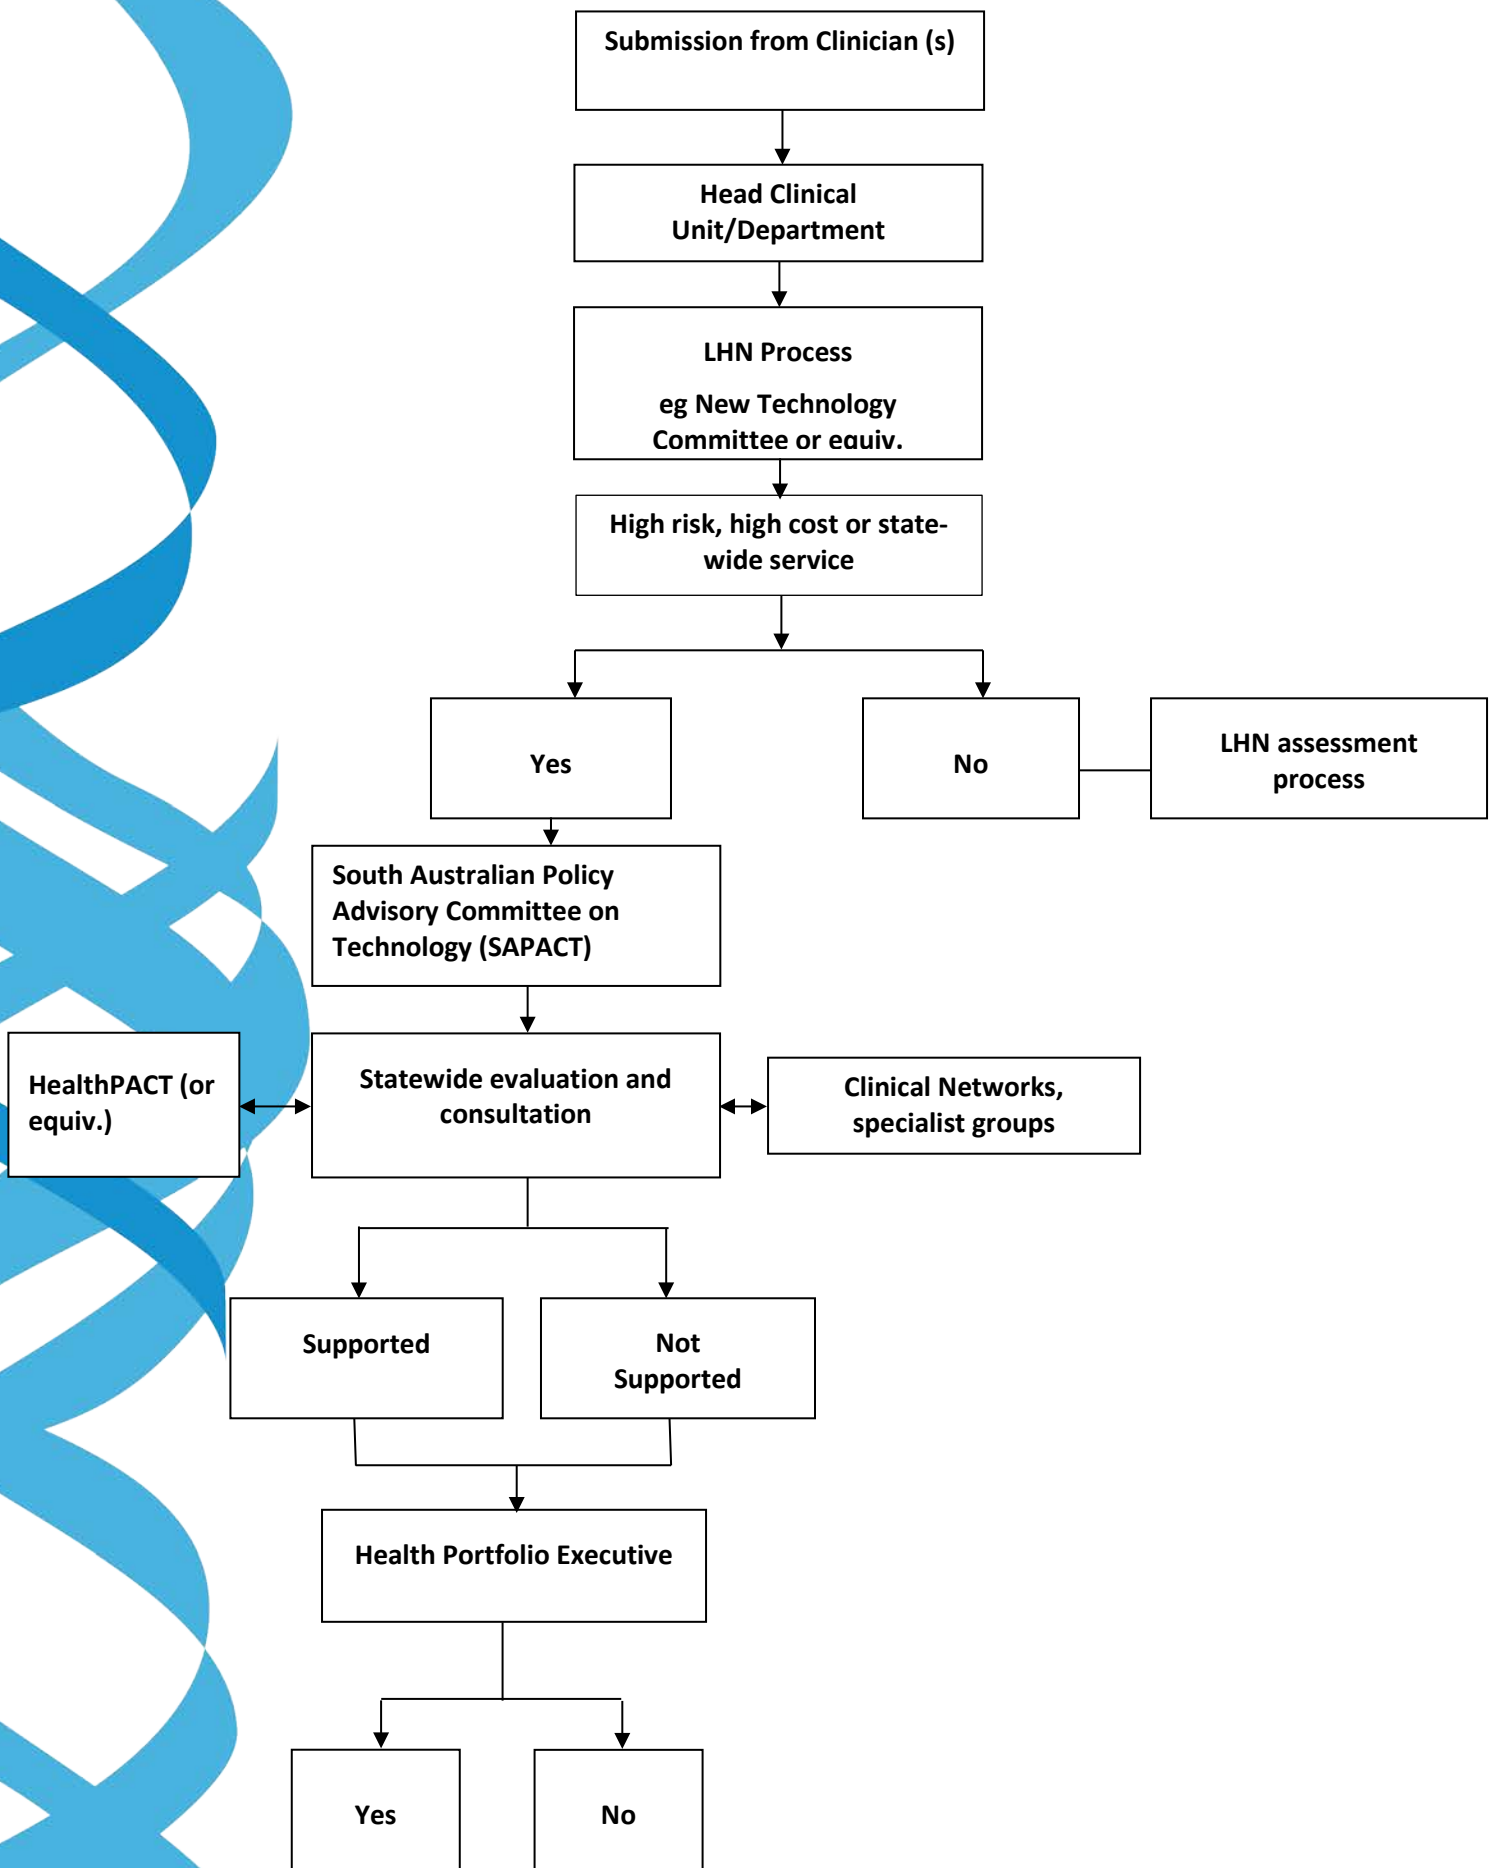 Submission from Clinician (s)
Head Clinical
Unit/Department
LHN Process
eg New Technology
Committee or equiv.
High risk, high cost or state-
wide service
Yes
No
LHN assessment
process
South Australian Policy
Advisory Committee on
Technology (SAPACT)
HealthPACT (or
equiv.)
Statewide evaluation and
consultation
Clinical Networks,
specialist groups
Supported
Not
Supported
Health Portfolio Executive
Yes
No